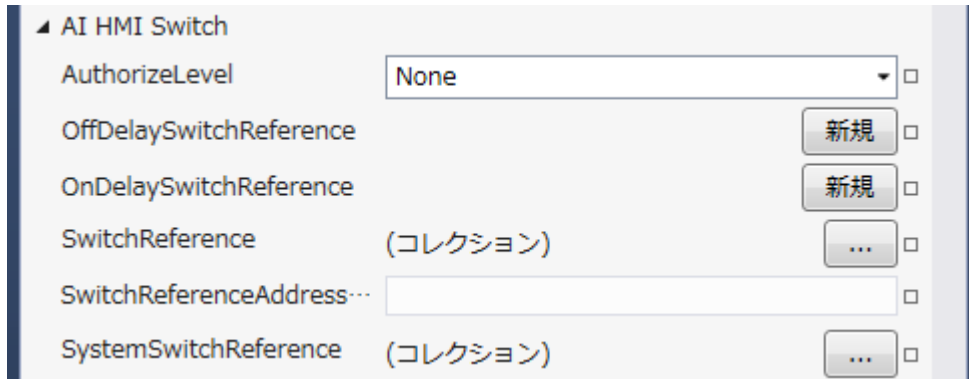 AI HMI Switch
AuthorizeLevel None
OffDelaySwitchReference 新規
OnDelaySwitchReference 新規
SwitchReference (コレクション) ...
SwitchReferenceAddress…
SystemSwitchReference (コレクション) ...